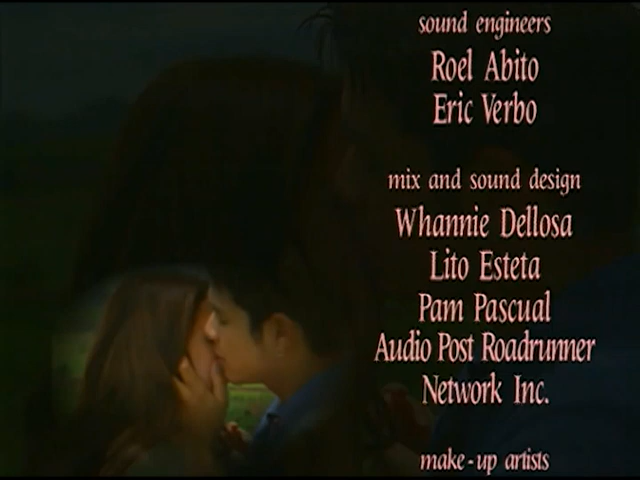 sound engineers
Roel Abito
Eric Verbo
mix and sound design
Whannie Dellosa
Lito Esteta
Pam Pascual
Audio Post Roadrunner
Network Inc.
make-up artists